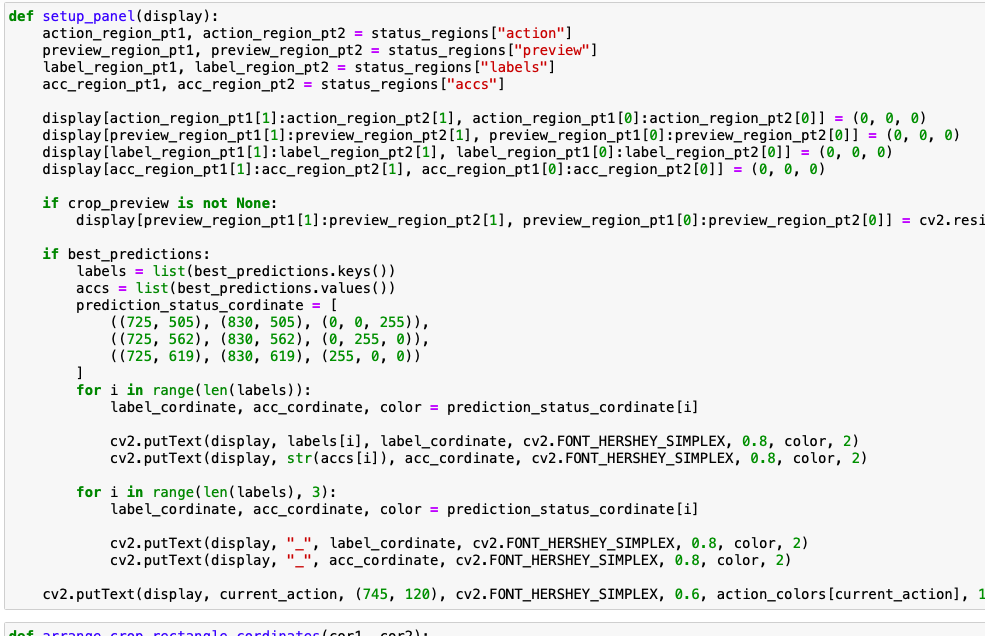 def setup_panel(display):
    action_region_pt1, action_region_pt2 = status_regions["action"]
    preview_region_pt1, preview_region_pt2 = status_regions["preview"]
    label_region_pt1, label_region_pt2 = status_regions["labels"]
    acc_region_pt1, acc_region_pt2 = status_regions["accs"]

    display[action_region_pt1[1]:action_region_pt2[1], action_region_pt1[0]:action_region_pt2[0]] = (0, 0, 0)
    display[preview_region_pt1[1]:preview_region_pt2[1], preview_region_pt1[0]:preview_region_pt2[0]] = (0, 0, 0)
    display[label_region_pt1[1]:label_region_pt2[1], label_region_pt1[0]:label_region_pt2[0]] = (0, 0, 0)
    display[acc_region_pt1[1]:acc_region_pt2[1], acc_region_pt1[0]:acc_region_pt2[0]] = (0, 0, 0)

    if crop_preview is not None:
        display[preview_region_pt1[1]:preview_region_pt2[1], preview_region_pt1[0]:preview_region_pt2[0]] = cv2.resi

    if best_predictions:
        labels = list(best_predictions.keys())
        accs = list(best_predictions.values())
        prediction_status_cordinate = [
            ((725, 505), (830, 505), (0, 0, 255)),
            ((725, 562), (830, 562), (0, 255, 0)),
            ((725, 619), (830, 619), (255, 0, 0))
        ]
        for i in range(len(labels)):
            label_cordinate, acc_cordinate, color = prediction_status_cordinate[i]

            cv2.putText(display, labels[i], label_cordinate, cv2.FONT_HERSHEY_SIMPLEX, 0.8, color, 2)
            cv2.putText(display, str(accs[i]), acc_cordinate, cv2.FONT_HERSHEY_SIMPLEX, 0.8, color, 2)

        for i in range(len(labels), 3):
            label_cordinate, acc_cordinate, color = prediction_status_cordinate[i]

            cv2.putText(display, "_", label_cordinate, cv2.FONT_HERSHEY_SIMPLEX, 0.8, color, 2)
            cv2.putText(display, "_", acc_cordinate, cv2.FONT_HERSHEY_SIMPLEX, 0.8, color, 2)

    cv2.putText(display, current_action, (745, 120), cv2.FONT_HERSHEY_SIMPLEX, 0.6, action_colors[current_action], 1
def arrange_crop_rectangle_cordinates(cor1, cor2):